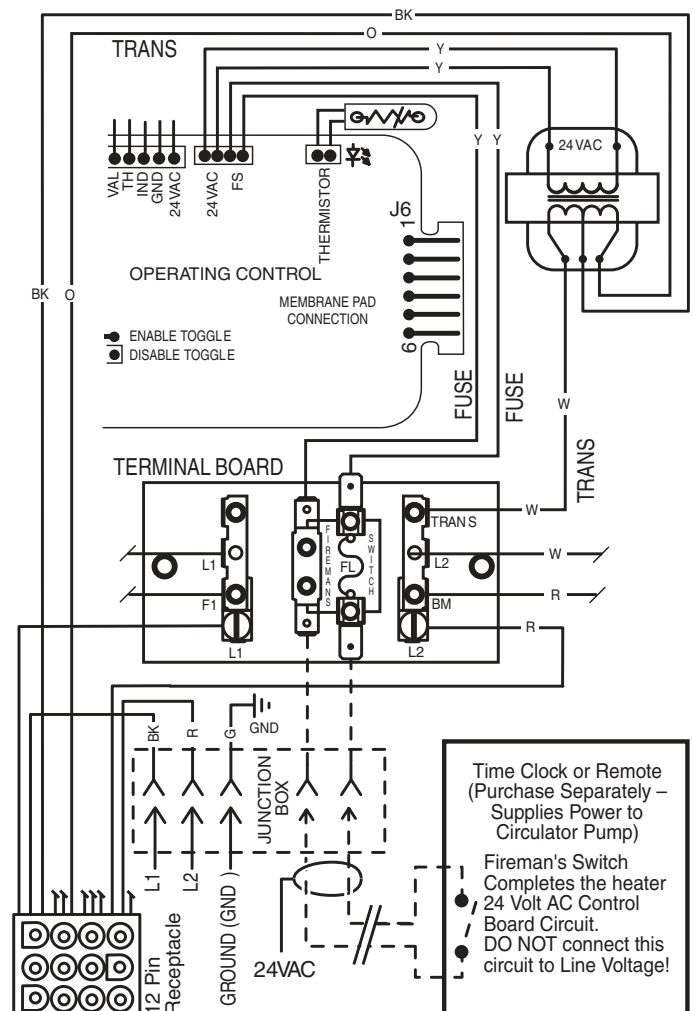 BK
O
TRANS
Y
Y
Y Y
24VAC
VAL
TH
IND
GND
24VAC
24VAC
FS
THERMISTOR
J6
1
6
OPERATING CONTROL
MEMBRANE PAD
CONNECTION
ENABLE TOGGLE
DISABLE TOGGLE
BK
O
FUSE
FUSE
W
TRANS
TERMINAL BOARD
L1
F1
L1
FIREMANS
FL
SWITCH
TRANS
L2
BM
L2
W
W
R
R
BK
R
G
GND
JUNCTION
BOX
L1
L2
GROUND (GND )
24VAC
12 Pin
Receptacle
Time Clock or Remote
(Purchase Separately –
Supplies Power to
Circulator Pump)
Fireman's Switch
Completes the heater
24 Volt AC Control
Board Circuit.
DO NOT connect this
circuit to Line Voltage!